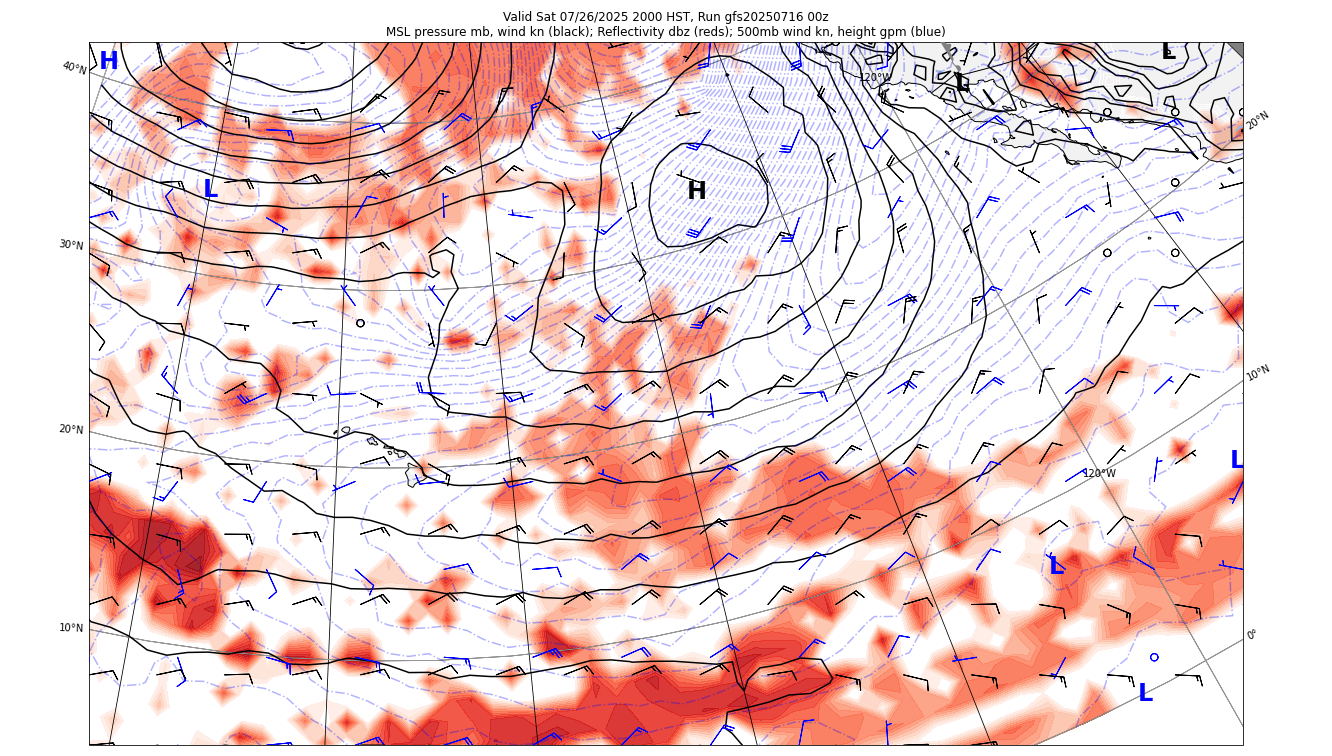 Valid Sat 07/26/2025 2000 HST, Run gfs20250716 00z
MSL pressure mb, wind kn (black); Reflectivity dbz (reds); 500mb wind kn, height gpm (blue)
H
L
40°N
120°W
L
20°N
L
H
30°N
10°N
20°N
L
120°W
L
10°N
0°
L